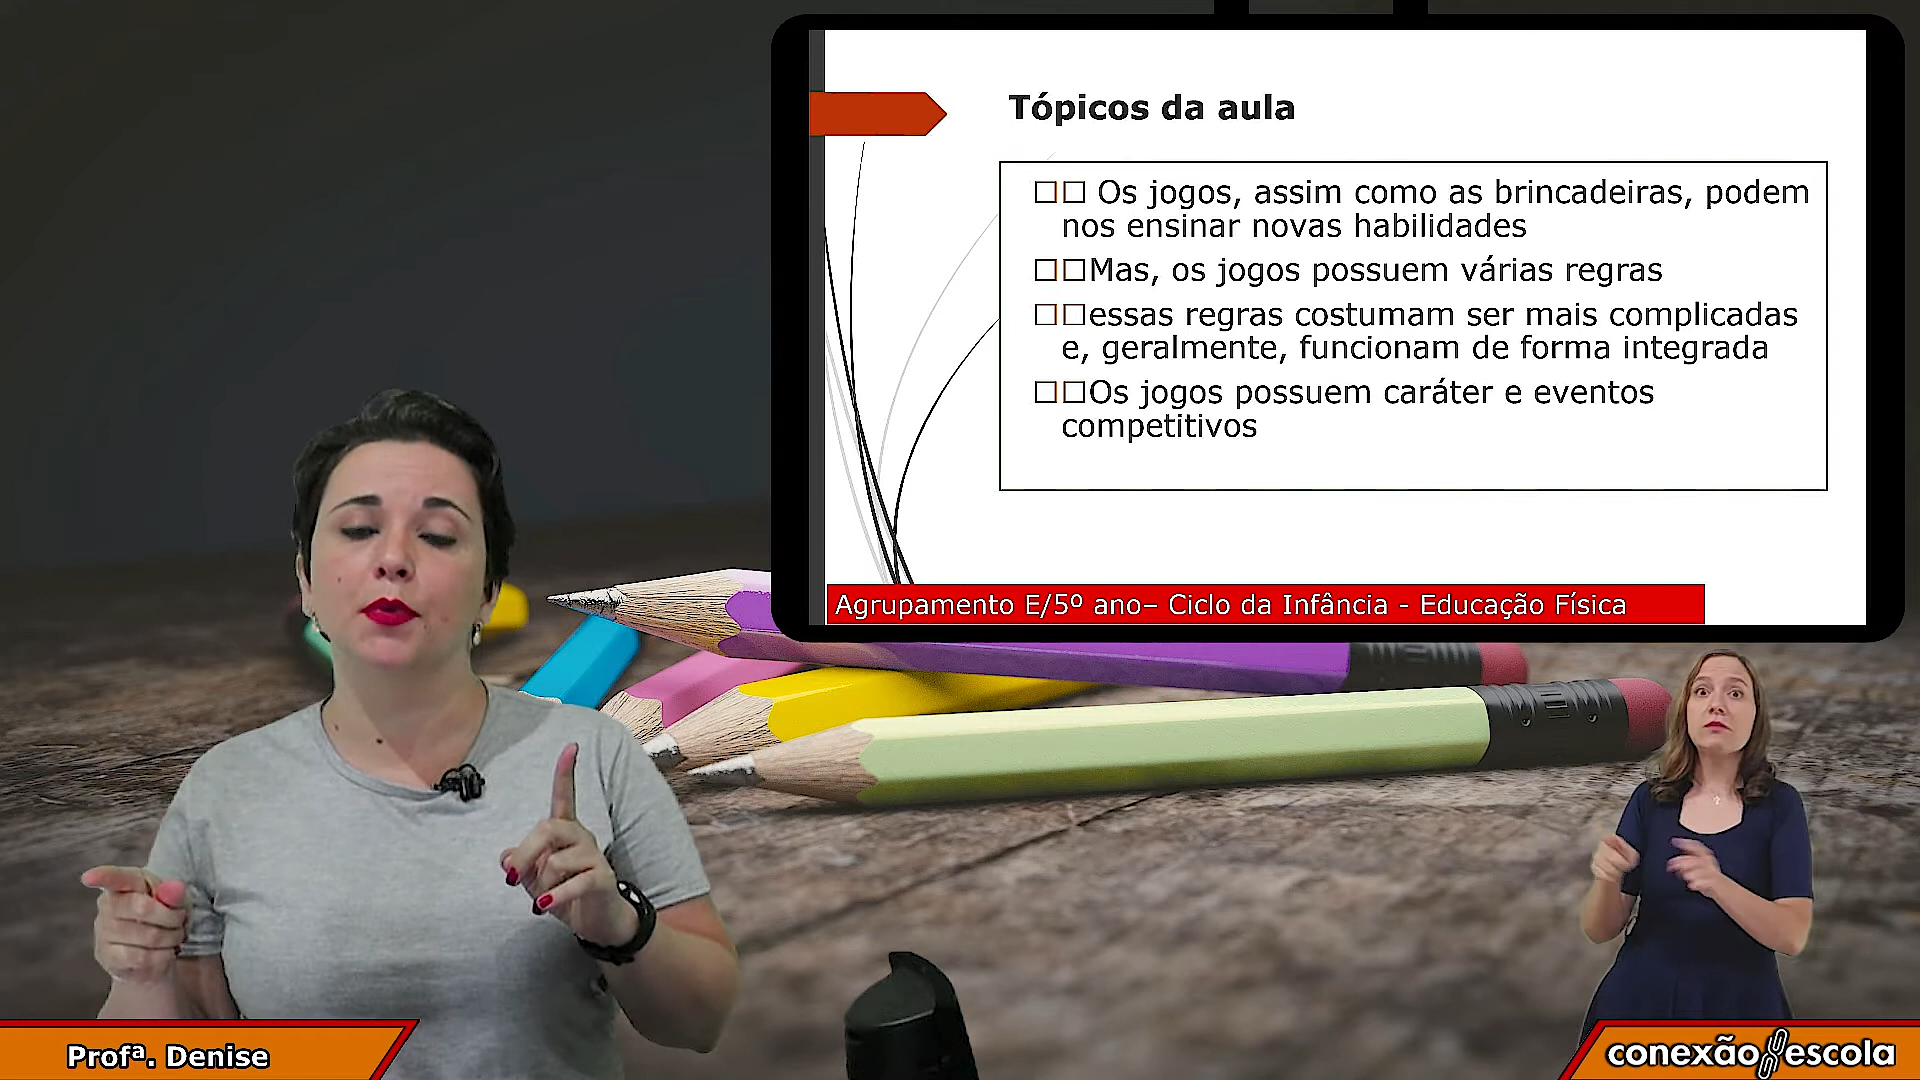 Tópicos da aula
Os jogos, assim como as brincadeiras, podem
nos ensinar novas habilidades
Mas, os jogos possuem várias regras
essas regras costumam ser mais complicadas
e, geralmente, funcionam de forma integrada
Os jogos possuem caráter e eventos
competitivos
Agrupamento E/5º ano– Ciclo da Infância - Educação Física
Profª. Denise
conexão escola